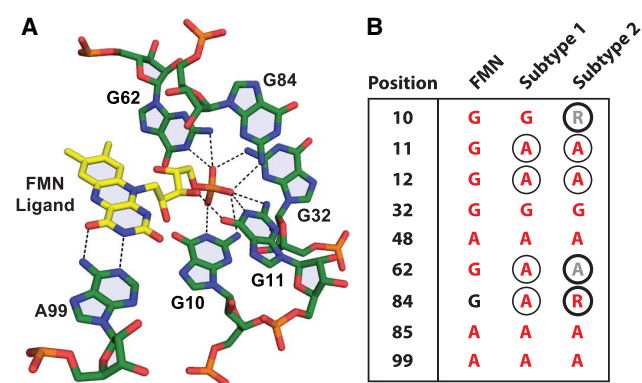 A
G62
G84
FMN
Ligand
G32
G10
G11
A99
B
Position FMN Subtype 1 Subtype 2
10 G G R
11 G A A
12 G A A
32 G G G
48 A A A
62 G A A
84 G A R
85 A A A
99 A A A